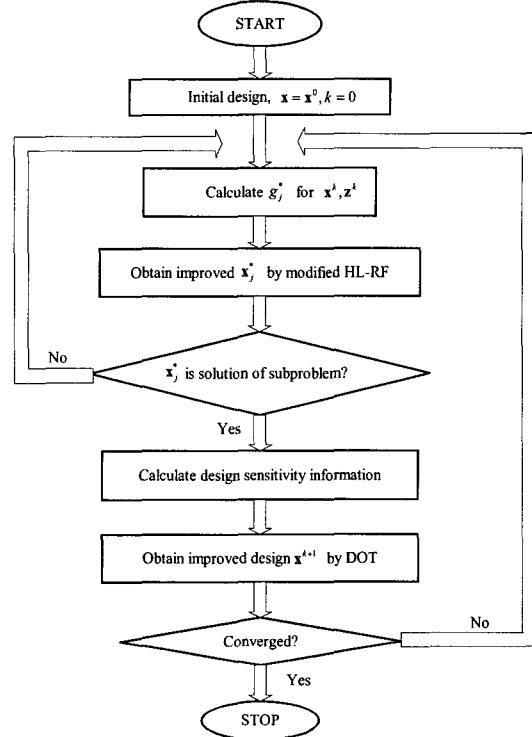 START
Initial design, x = x⁰, k = 0
Calculate g*ⱼ for xᵏ, zᵏ
Obtain improved x*ⱼ by modified HL-RF
No
x*ⱼ is solution of subproblem?
Yes
Calculate design sensitivity information
Obtain improved design xᵏ⁺¹ by DOT
No
Converged?
Yes
STOP